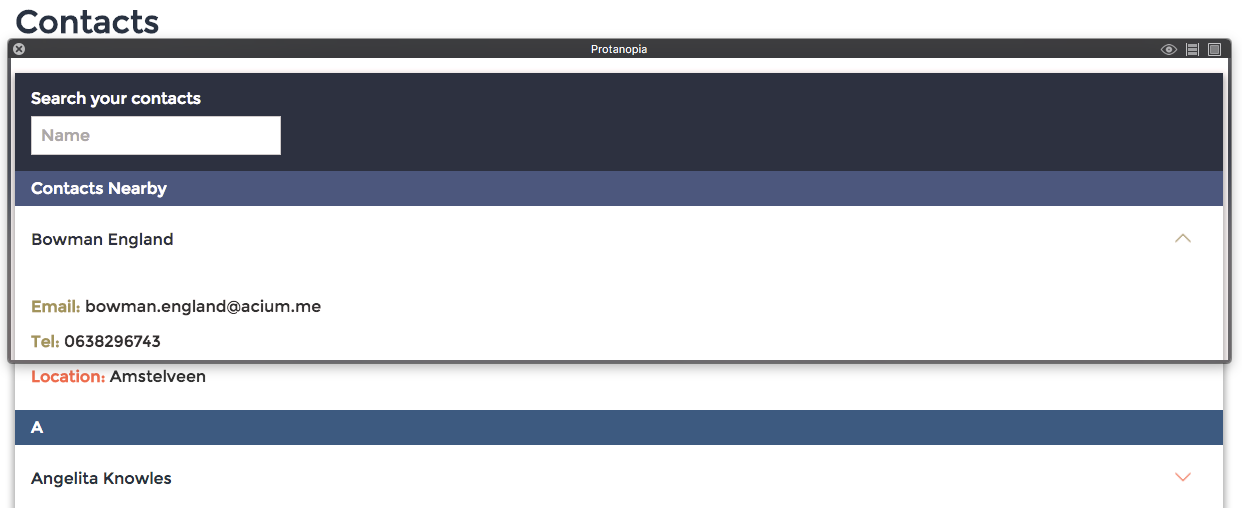 Contacts
Protanopia
Search your contacts
Name
Contacts Nearby
Bowman England
Email: bowman.england@acium.me
Tel: 0638296743
Location: Amstelveen
A
Angelita Knowles